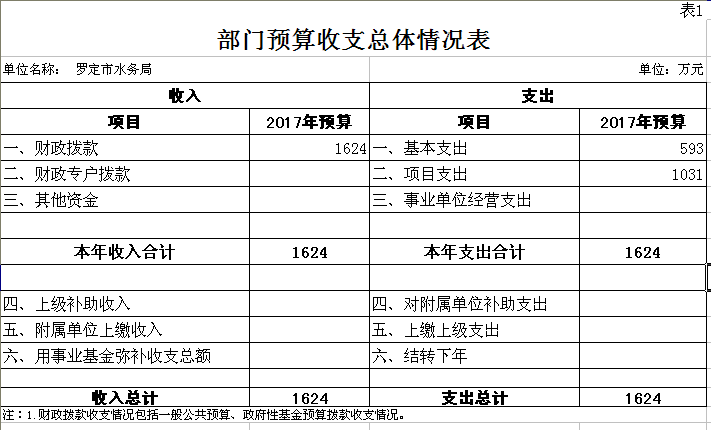 表1
部门预算收支总体情况表
单位名称： 罗定市水务局 单位：万元
收入 支出
项目 2017年预算 项目 2017年预算
一、财政拨款 1624 一、基本支出 593
二、财政专户拨款 二、项目支出 1031
三、其他资金 三、事业单位经营支出
本年收入合计 1624 本年支出合计 1624
四、上级补助收入 四、对附属单位补助支出
五、附属单位上缴收入 五、上缴上级支出
六、用事业基金弥补收支总额 六、结转下年
收入总计 1624 支出总计 1624
注：1.财政拨款收支情况包括一般公共预算、政府性基金预算拨款收支情况。